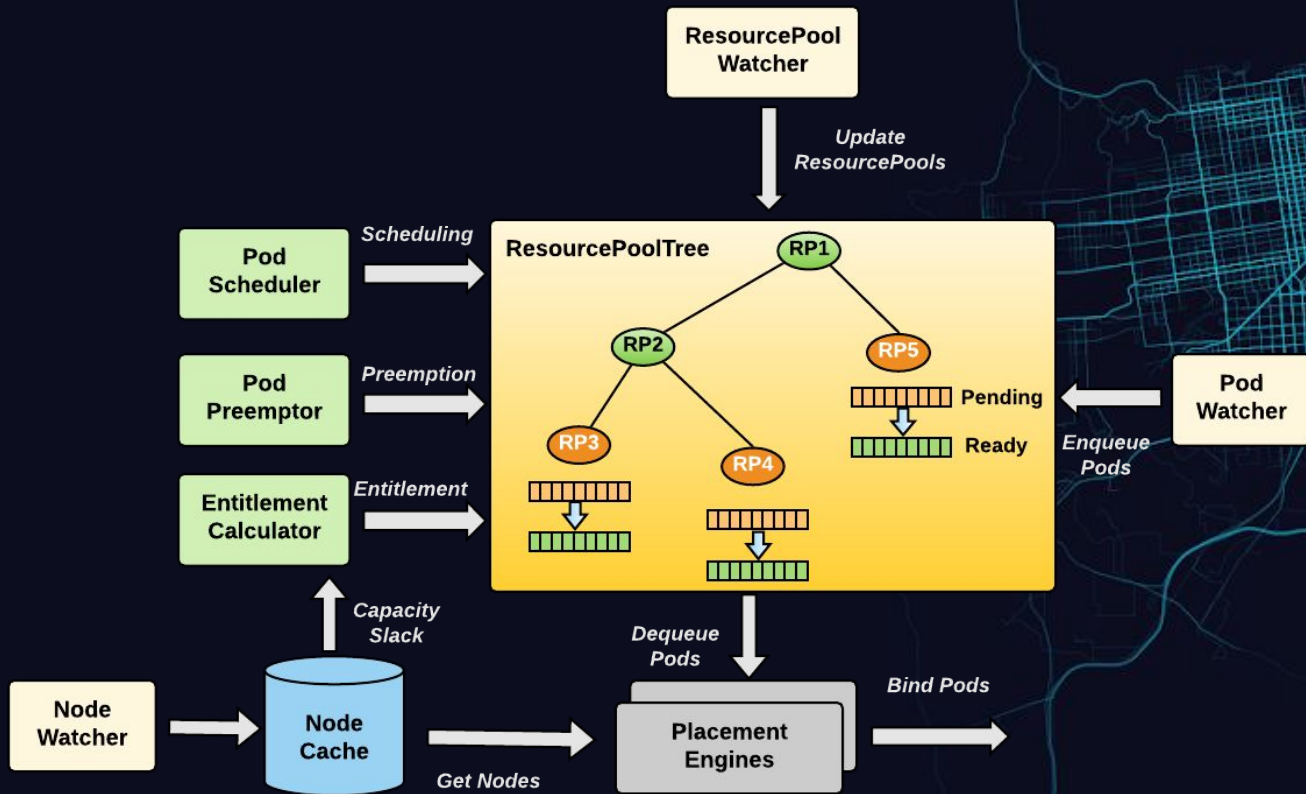 ResourcePool
Watcher
Update
ResourcePools
Pod
Scheduler
Scheduling
ResourcePoolTree
RP1
RP2
RP5
Pod
Preemptor
Preemption
Pending
Ready
Pod
Watcher
Enqueue
Pods
RP3
RP4
Entitlement
Calculator
Entitlement
Capacity
Slack
Dequeue
Pods
Node
Watcher
Node
Cache
Get Nodes
Placement
Engines
Bind Pods